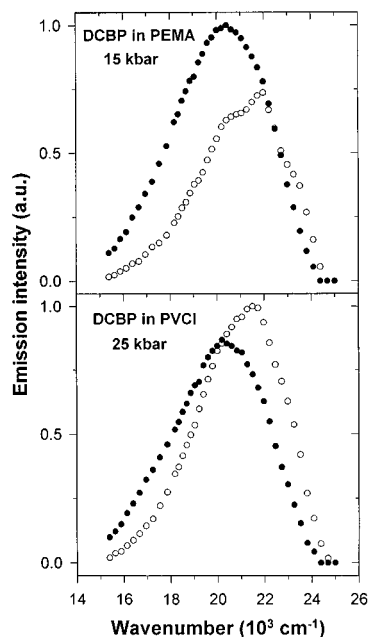 DCBP in PEMA
15 kbar
1.0
0.5
0.0
DCBP in PVCl
25 kbar
1.0
0.5
0.0
Emission intensity (a.u.)
14 16 18 20 22 24 26
Wavenumber (10³ cm⁻¹)